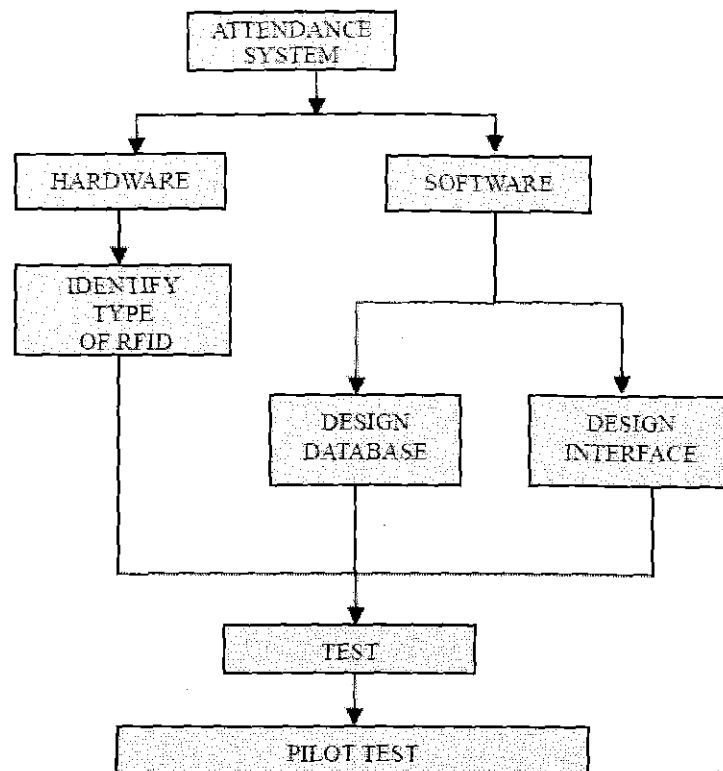 ATTENDANCE
SYSTEM
HARDWARE
SOFTWARE
IDENTIFY
TYPE
OF RFID
DESIGN
DATABASE
DESIGN
INTERFACE
TEST
PILOT TEST